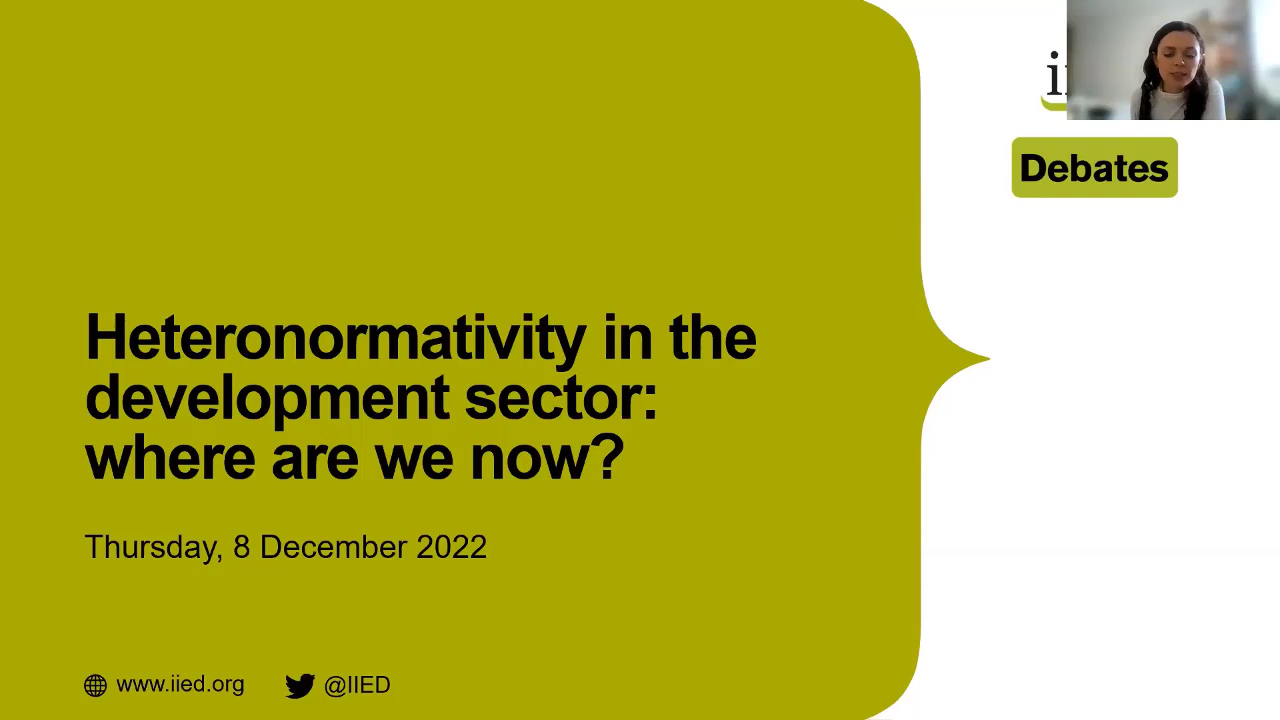 Debates
Heteronormativity in the
development sector:
where are we now?
Thursday, 8 December 2022
www.iied.org
@IIED